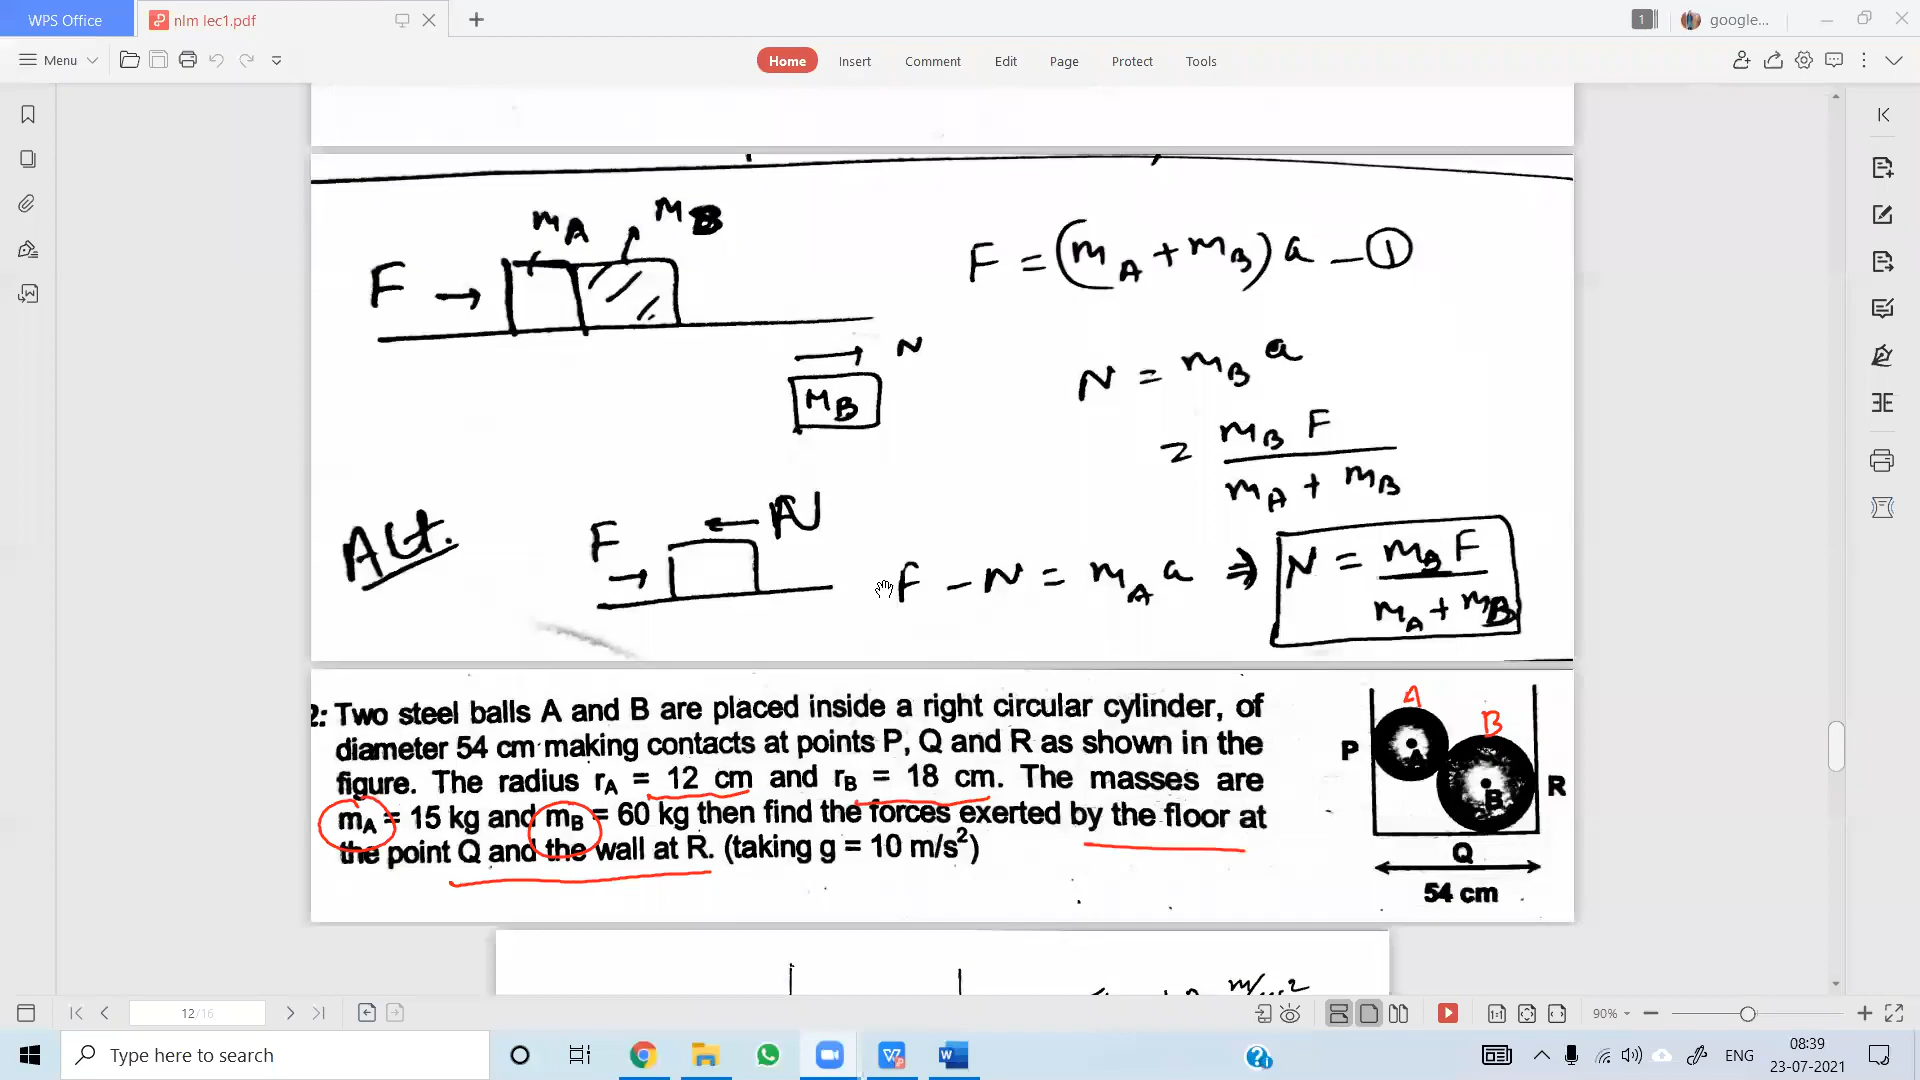 WPS Office
nlm lec1.pdf
1
google...
Menu
Home
Insert
Comment
Edit
Page
Protect
Tools
mA
MB
F
F = (mA + mB) a — ①
N
MB
N = mB a
= mB F / mA + mB
Alt.
F
N
F - N = mA a ⇒ N = mB F / mA + mB
2: Two steel balls A and B are placed inside a right circular cylinder, of
diameter 54 cm making contacts at points P, Q and R as shown in the
figure. The radius rA = 12 cm and rB = 18 cm. The masses are
mA = 15 kg and mB = 60 kg then find the forces exerted by the floor at
the point Q and the wall at R. (taking g = 10 m/s²)
A
B
P
A
B
R
Q
54 cm
12/16
90%
Type here to search
ENG
08:39
23-07-2021